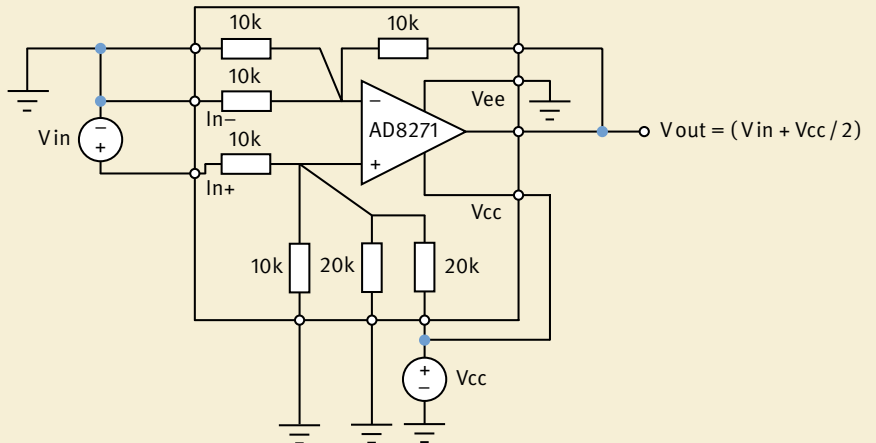 10k
10k
10k
In−
Vin
−
+
10k
In+
−
AD8271
+
Vee
Vout = (Vin + Vcc/2)
Vcc
10k
20k
20k
+
−
Vcc